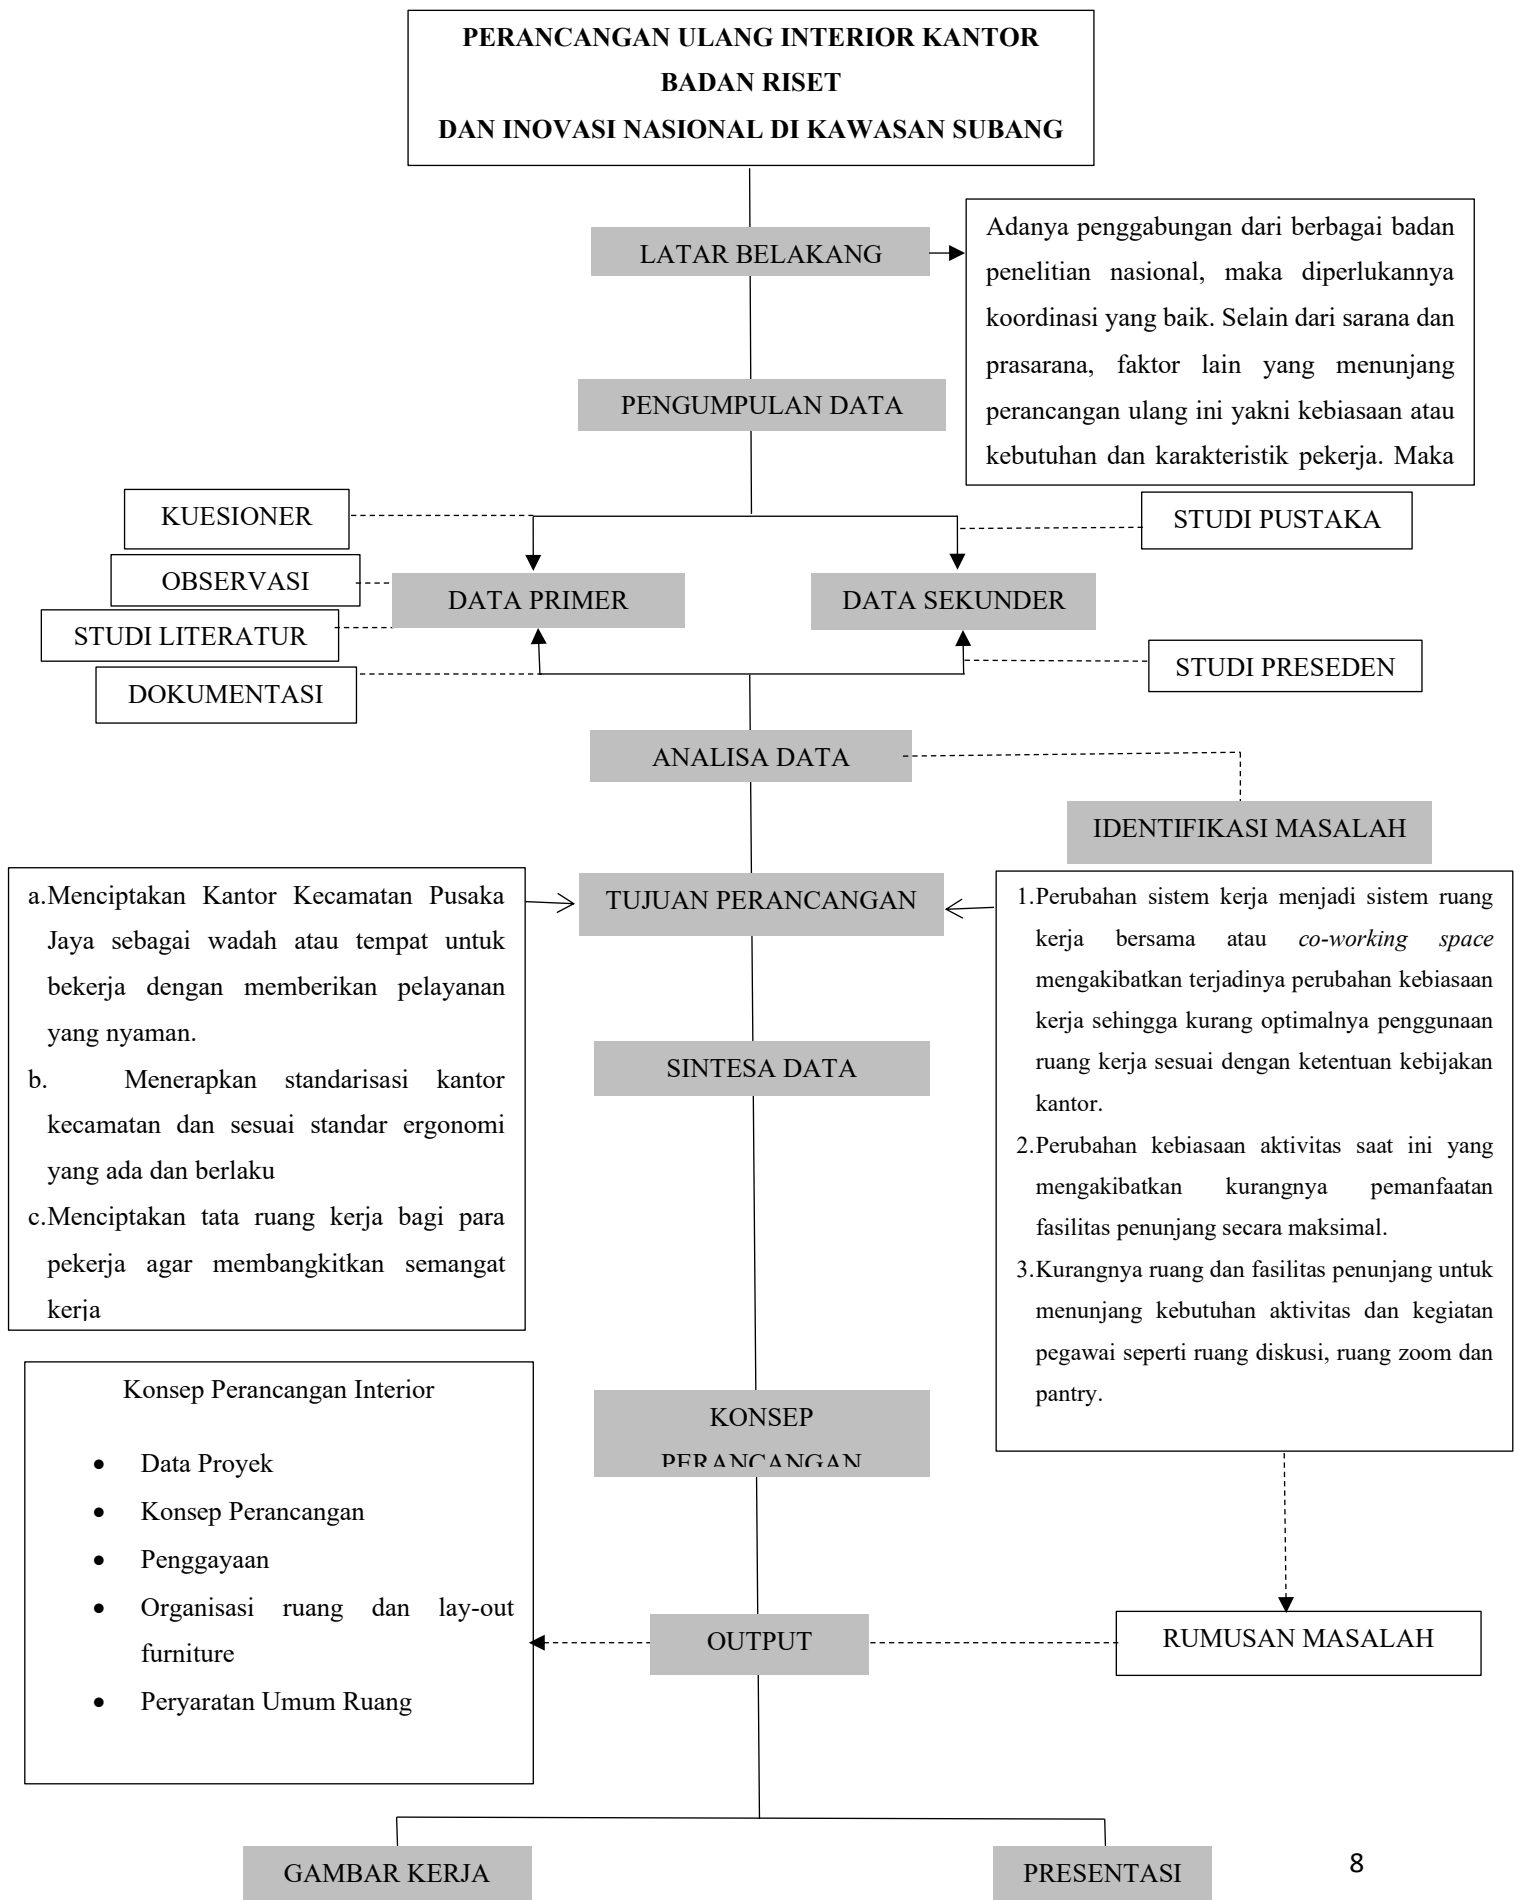 PERANCANGAN ULANG INTERIOR KANTOR
BADAN RISET
DAN INOVASI NASIONAL DI KAWASAN SUBANG
LATAR BELAKANG
Adanya penggabungan dari berbagai badan
penelitian nasional, maka diperlukannya
koordinasi yang baik. Selain dari sarana dan
prasarana, faktor lain yang menunjang
perancangan ulang ini yakni kebiasaan atau
kebutuhan dan karakteristik pekerja. Maka
PENGUMPULAN DATA
KUESIONER
STUDI PUSTAKA
OBSERVASI
DATA PRIMER
DATA SEKUNDER
STUDI LITERATUR
STUDI PRESEDEN
DOKUMENTASI
ANALISA DATA
IDENTIFIKASI MASALAH
a.Menciptakan Kantor Kecamatan Pusaka
Jaya sebagai wadah atau tempat untuk
bekerja dengan memberikan pelayanan
yang nyaman.
b. Menerapkan standarisasi kantor
kecamatan dan sesuai standar ergonomi
yang ada dan berlaku
c.Menciptakan tata ruang kerja bagi para
pekerja agar membangkitkan semangat
kerja
TUJUAN PERANCANGAN
1.Perubahan sistem kerja menjadi sistem ruang
kerja bersama atau co-working space
mengakibatkan terjadinya perubahan kebiasaan
kerja sehingga kurang optimalnya penggunaan
ruang kerja sesuai dengan ketentuan kebijakan
kantor.
2.Perubahan kebiasaan aktivitas saat ini yang
mengakibatkan kurangnya pemanfaatan
fasilitas penunjang secara maksimal.
3.Kurangnya ruang dan fasilitas penunjang untuk
menunjang kebutuhan aktivitas dan kegiatan
pegawai seperti ruang diskusi, ruang zoom dan
pantry.
SINTESA DATA
Konsep Perancangan Interior
• Data Proyek
• Konsep Perancangan
• Penggayaan
• Organisasi ruang dan lay-out
furniture
• Peryaratan Umum Ruang
KONSEP
PERANCANGAN
OUTPUT
RUMUSAN MASALAH
GAMBAR KERJA
PRESENTASI
8